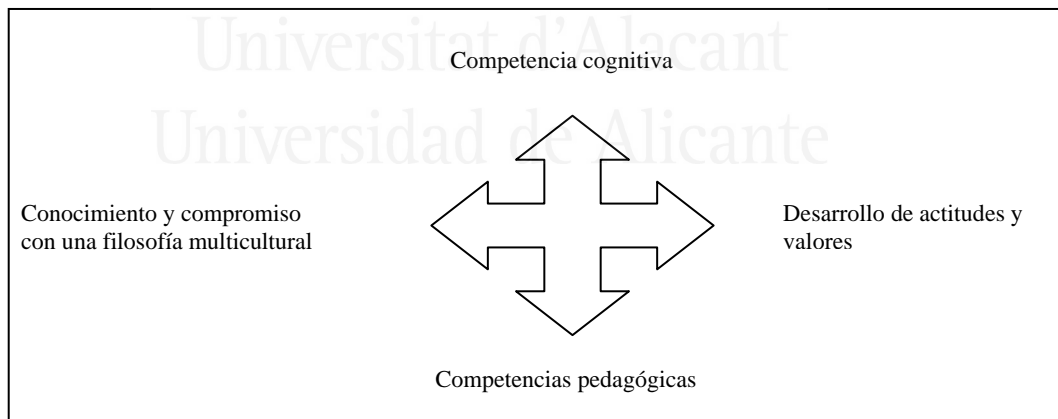 Universitat d'Alacant
Competencia cognitiva
Universidad de Alicante
Conocimiento y compromiso
con una filosofía multicultural
Desarrollo de actitudes y
valores
Competencias pedagógicas